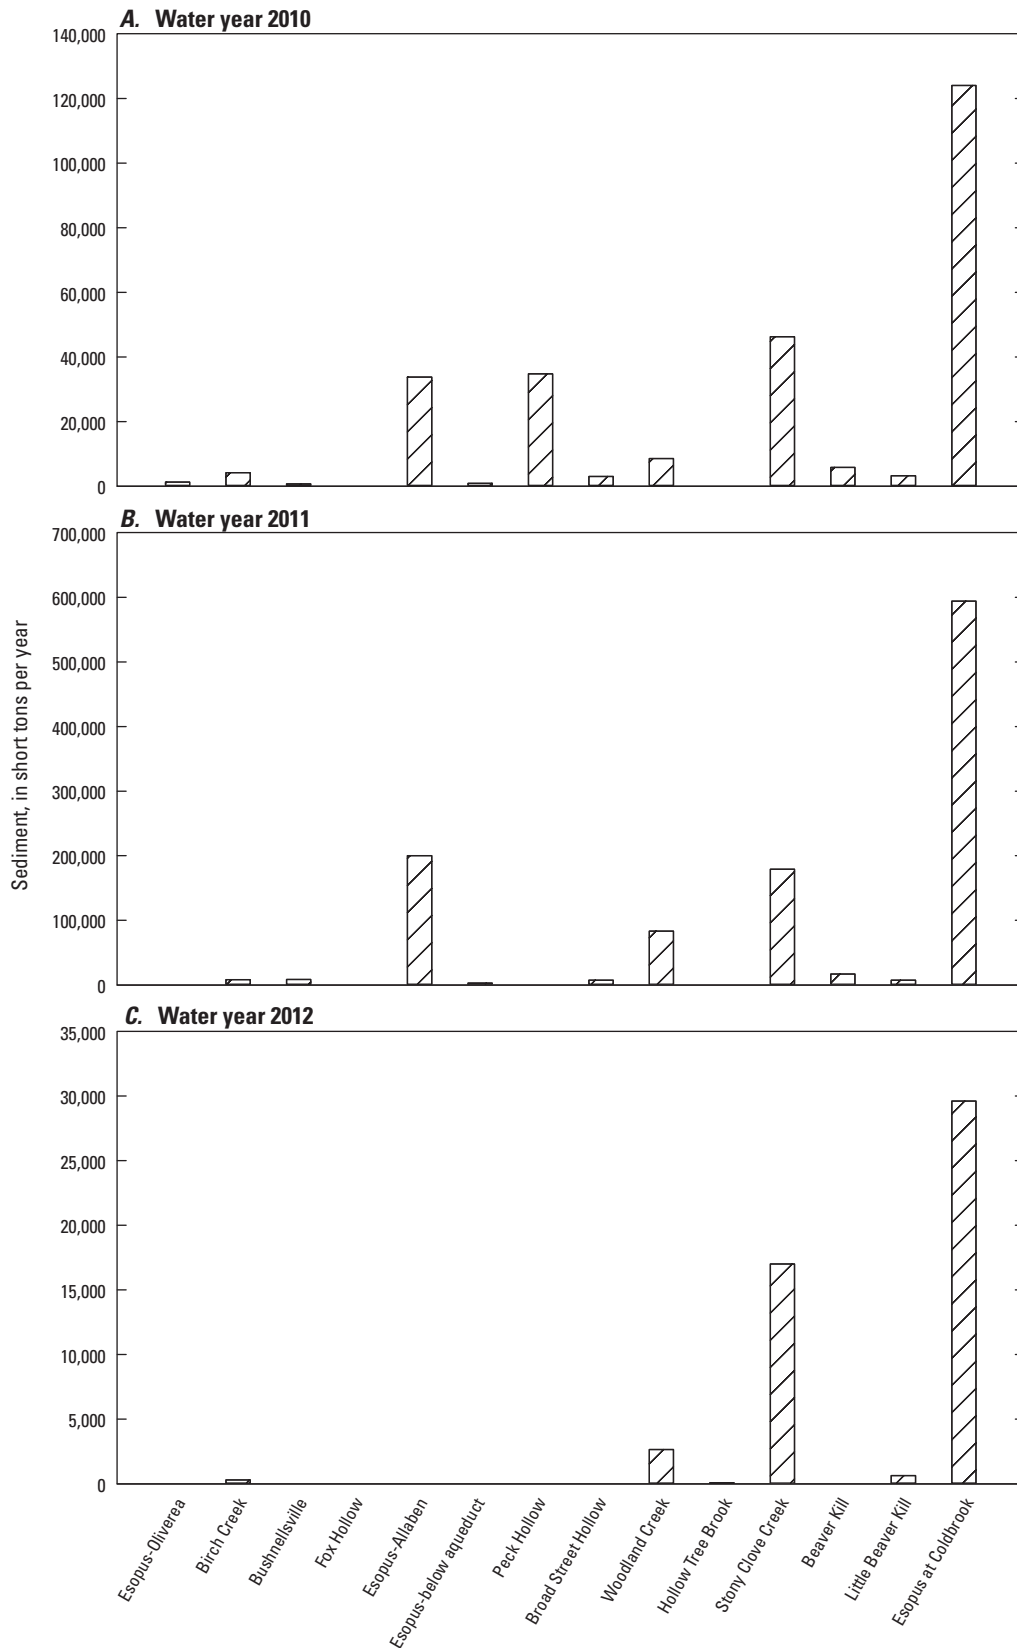 A. Water year 2010
140,000
120,000
100,000
80,000
60,000
40,000
20,000
0
B. Water year 2011
700,000
600,000
500,000
400,000
300,000
200,000
100,000
0
Sediment, in short tons per year
C. Water year 2012
35,000
30,000
25,000
20,000
15,000
10,000
5,000
0
Esopus-Oliverea
Birch Creek
Bushnellsville
Fox Hollow
Esopus-Allaben
Esopus-below aqueduct
Peck Hollow
Broad Street Hollow
Woodland Creek
Hollow Tree Brook
Stony Clove Creek
Beaver Kill
Little Beaver Kill
Esopus at Coldbrook